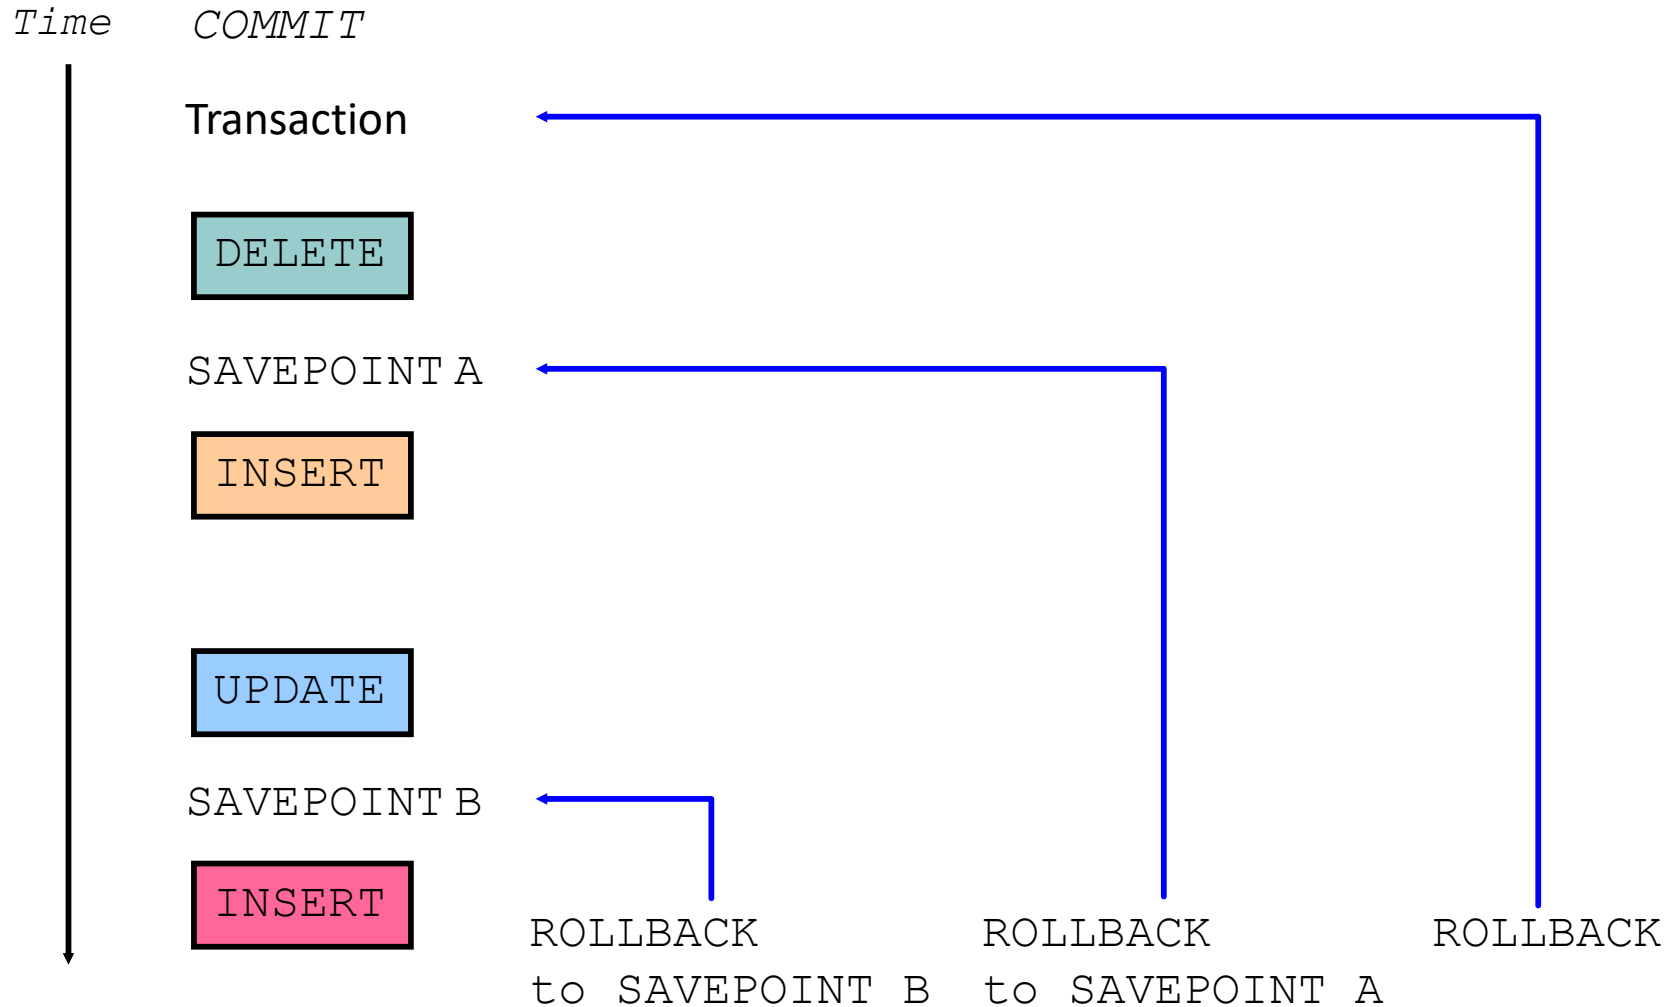 Time
COMMIT
Transaction
DELETE
SAVEPOINT A
INSERT
UPDATE
SAVEPOINT B
INSERT
ROLLBACK
to SAVEPOINT B
ROLLBACK
to SAVEPOINT A
ROLLBACK